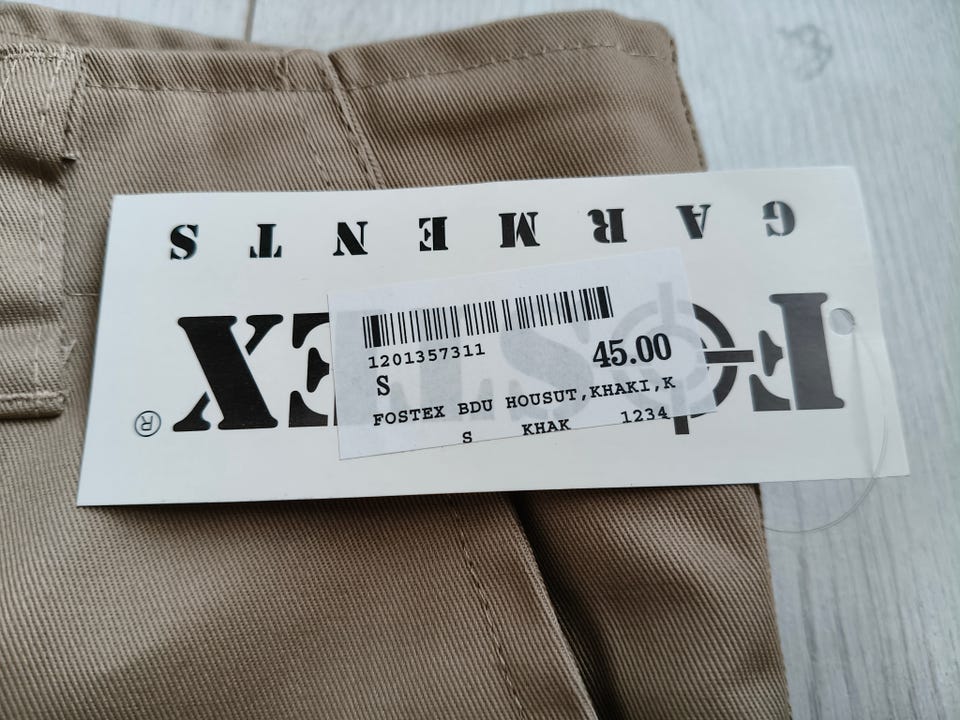 FOSTEX®
GARMENTS
1201357311 45.00
S
FOSTEX BDU HOUSUT,KHAKI,K
S KHAK 1234